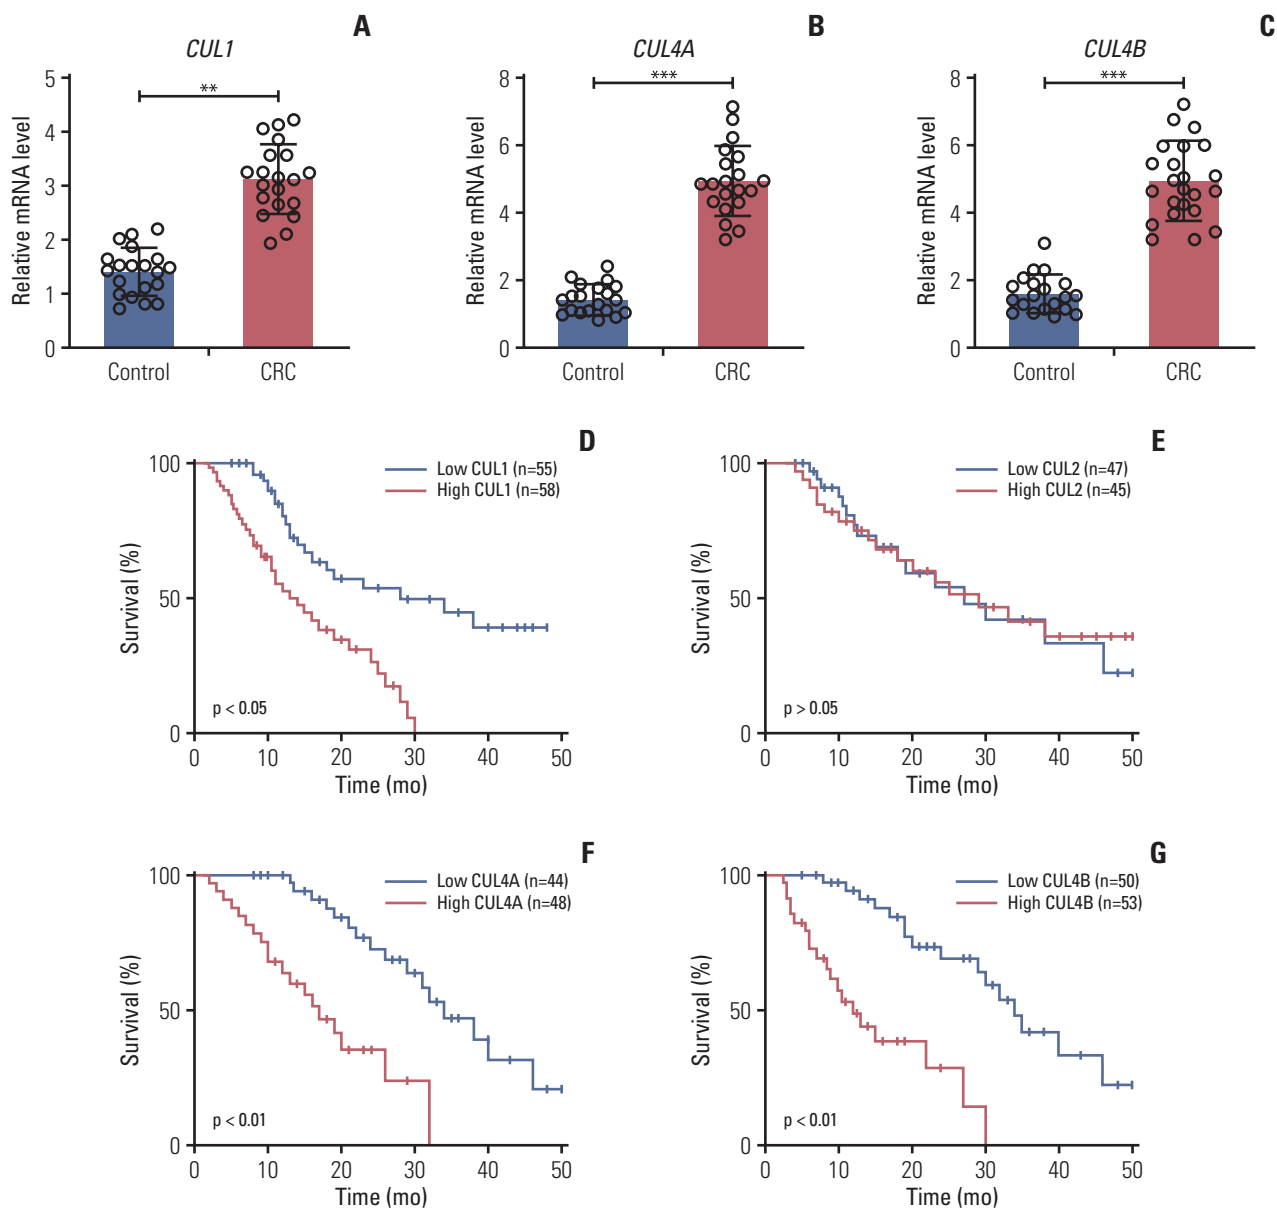 A
CUL1
**
5
4
3
2
1
0
Relative mRNA level
Control
CRC
B
CUL4A
***
8
6
4
2
0
Relative mRNA level
Control
CRC
C
CUL4B
***
8
6
4
2
0
Relative mRNA level
Control
CRC
D
Low CUL1 (n=55)
High CUL1 (n=58)
100
50
0
Survival (%)
p < 0.05
0 10 20 30 40 50
Time (mo)
E
Low CUL2 (n=47)
High CUL2 (n=45)
100
50
0
Survival (%)
p > 0.05
0 10 20 30 40 50
Time (mo)
F
Low CUL4A (n=44)
High CUL4A (n=48)
100
50
0
Survival (%)
p < 0.01
0 10 20 30 40 50
Time (mo)
G
Low CUL4B (n=50)
High CUL4B (n=53)
100
50
0
Survival (%)
p < 0.01
0 10 20 30 40 50
Time (mo)